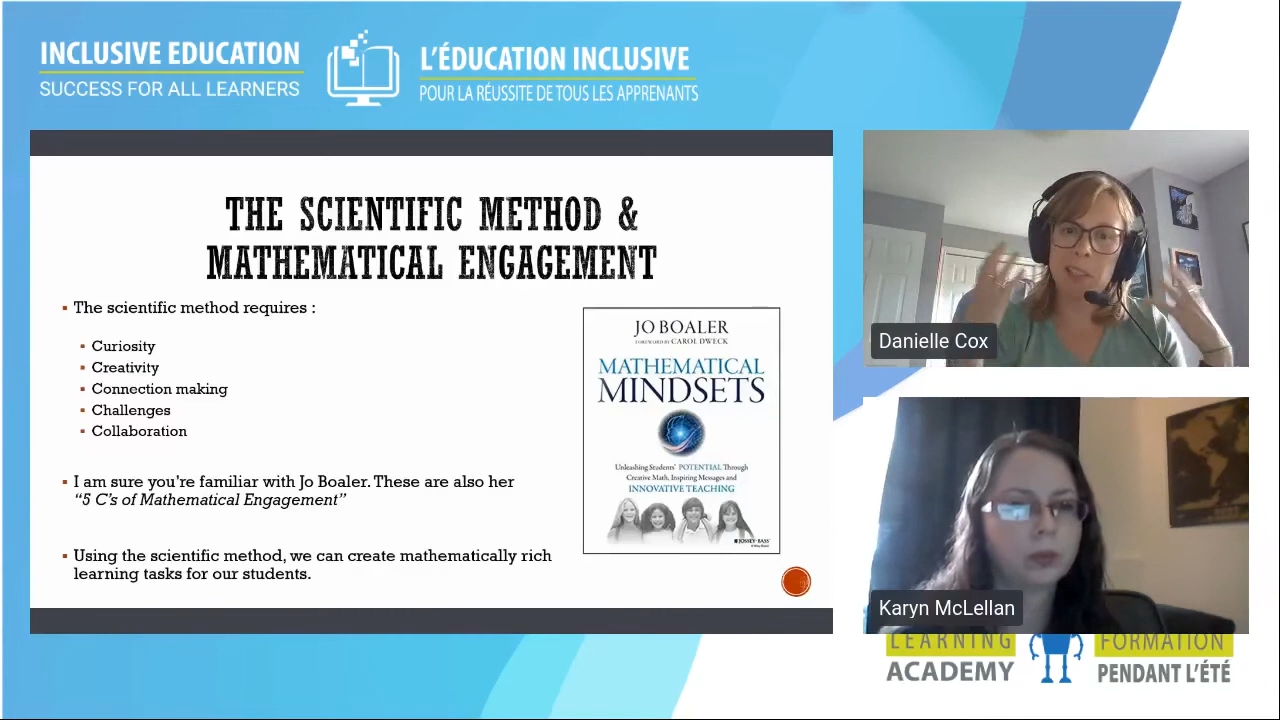 INCLUSIVE EDUCATION
SUCCESS FOR ALL LEARNERS
L'ÉDUCATION INCLUSIVE
POUR LA RÉUSSITE DE TOUS LES APPRENANTS
THE SCIENTIFIC METHOD &
MATHEMATICAL ENGAGEMENT
The scientific method requires :
Curiosity
Creativity
Connection making
Challenges
Collaboration
I am sure you're familiar with Jo Boaler. These are also her
“5 C's of Mathematical Engagement”
Using the scientific method, we can create mathematically rich
learning tasks for our students.
JO BOALER
FOREWORD BY CAROL DWECK
MATHEMATICAL
MINDSETS
Unleashing Students' POTENTIAL Through
Creative Math, Inspiring Messages and
INNOVATIVE TEACHING
JOSSEY-BASS
A Wiley Brand
Danielle Cox
Karyn McLellan
LEARNING
ACADEMY
FORMATION
PENDANT L'ÉTÉ